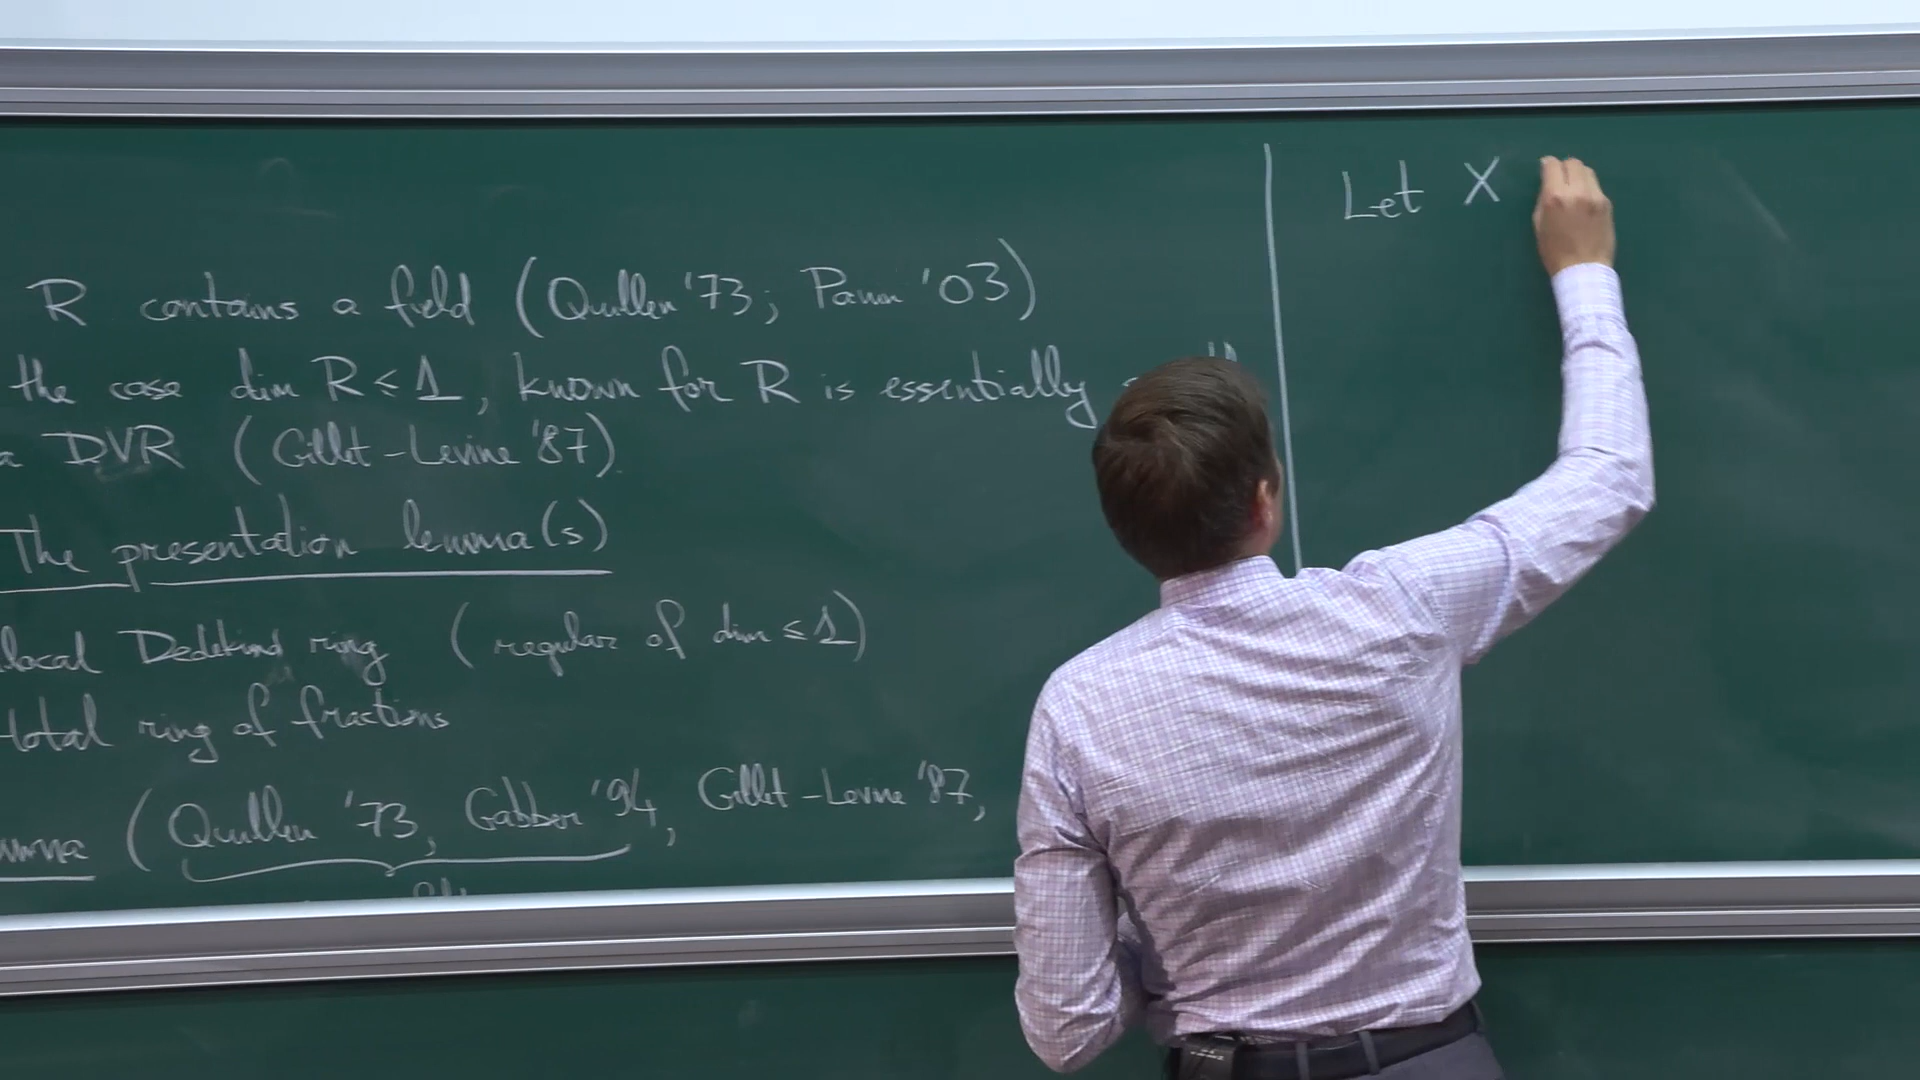 R contains a field (Quillen '73; Panin '03)
the case dim R ≤ 1, known for R is essentially
a DVR (Gillet-Levine '87).
The presentation lemma(s)
local Dedekind ring (regular of dim ≤ 1)
total ring of fractions
(Quillen '73, Gabber '94, Gillet-Levine '87,
Let X